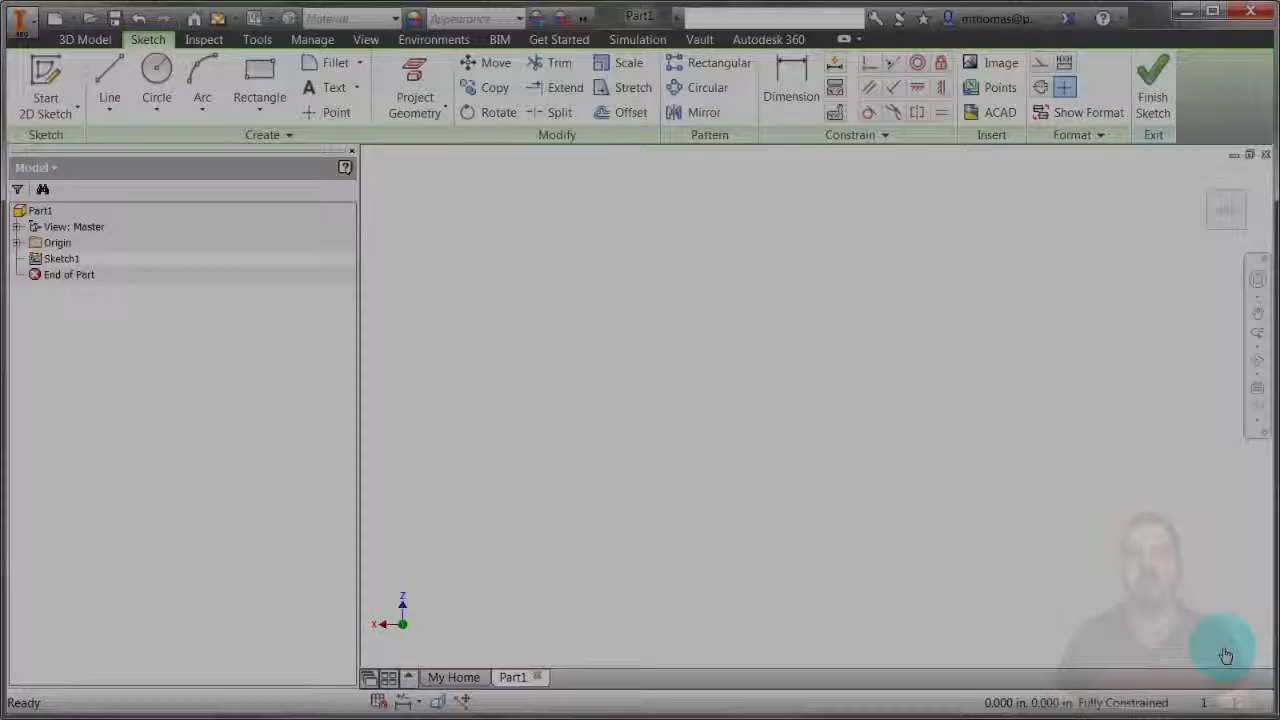 Material Appearance Part1 mthomas@p.
3D Model Sketch Inspect Tools Manage View Environments BIM Get Started Simulation Vault Autodesk 360
Start
2D Sketch
Line
Circle
Arc
Rectangle
Fillet
Text
Point
Project
Geometry
Move
Copy
Rotate
Trim
Extend
Split
Scale
Stretch
Offset
Rectangular
Circular
Mirror
Dimension
Image
Points
ACAD
Show Format
Finish
Sketch
Sketch Create Modify Pattern Constrain Insert Format Exit
Model
Part1
View: Master
Origin
Sketch1
End of Part
Z
X
My Home Part1
Ready 0.000 in, 0.000 in Fully Constrained 1 1